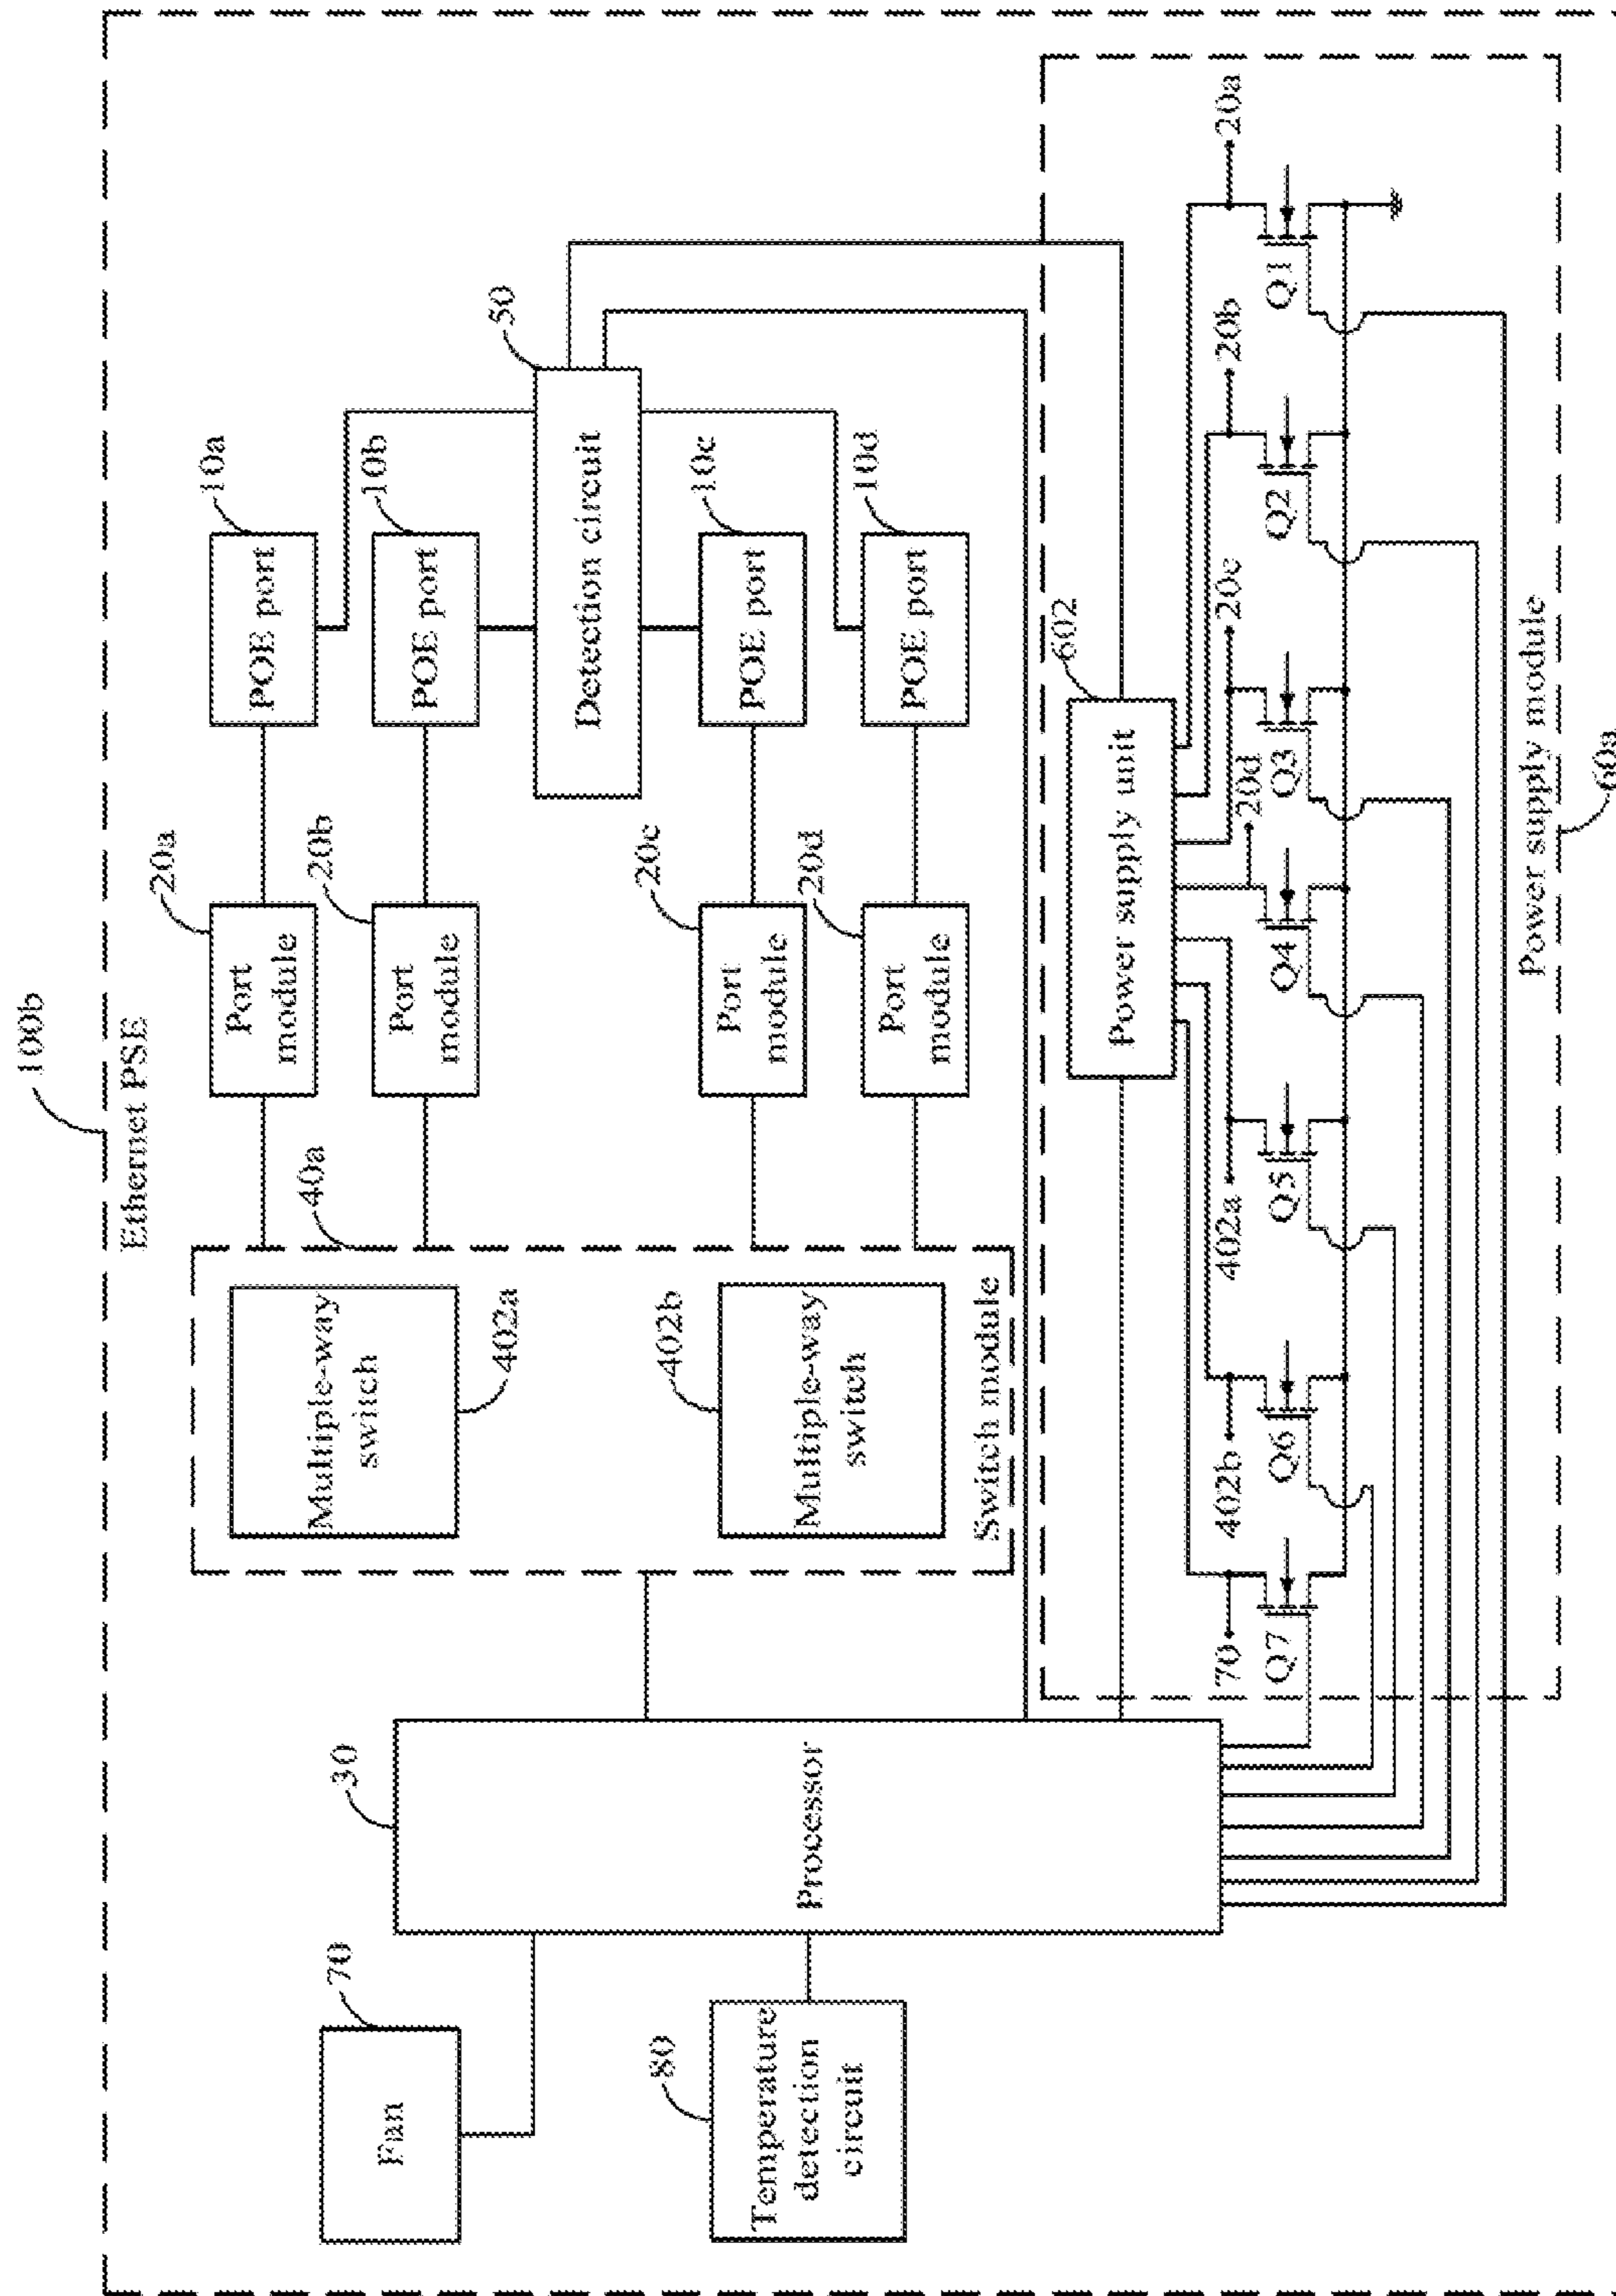 100b
Ethernet PSE
Fan
70
Temperature
detection
circuit
80
Processor
30
40a
Multiple-way
switch
402a
Multiple-way
switch
402b
Switch module
Port
module
20a
Port
module
20b
Port
module
20c
Port
module
20d
POE port
10a
POE port
10b
POE port
10c
POE port
10d
Detection circuit
50
Power supply unit
602
70
402b
402a
20d
20c
20b
20a
Q7
Q6
Q5
Q4
Q3
Q2
Q1
Power supply module
60a